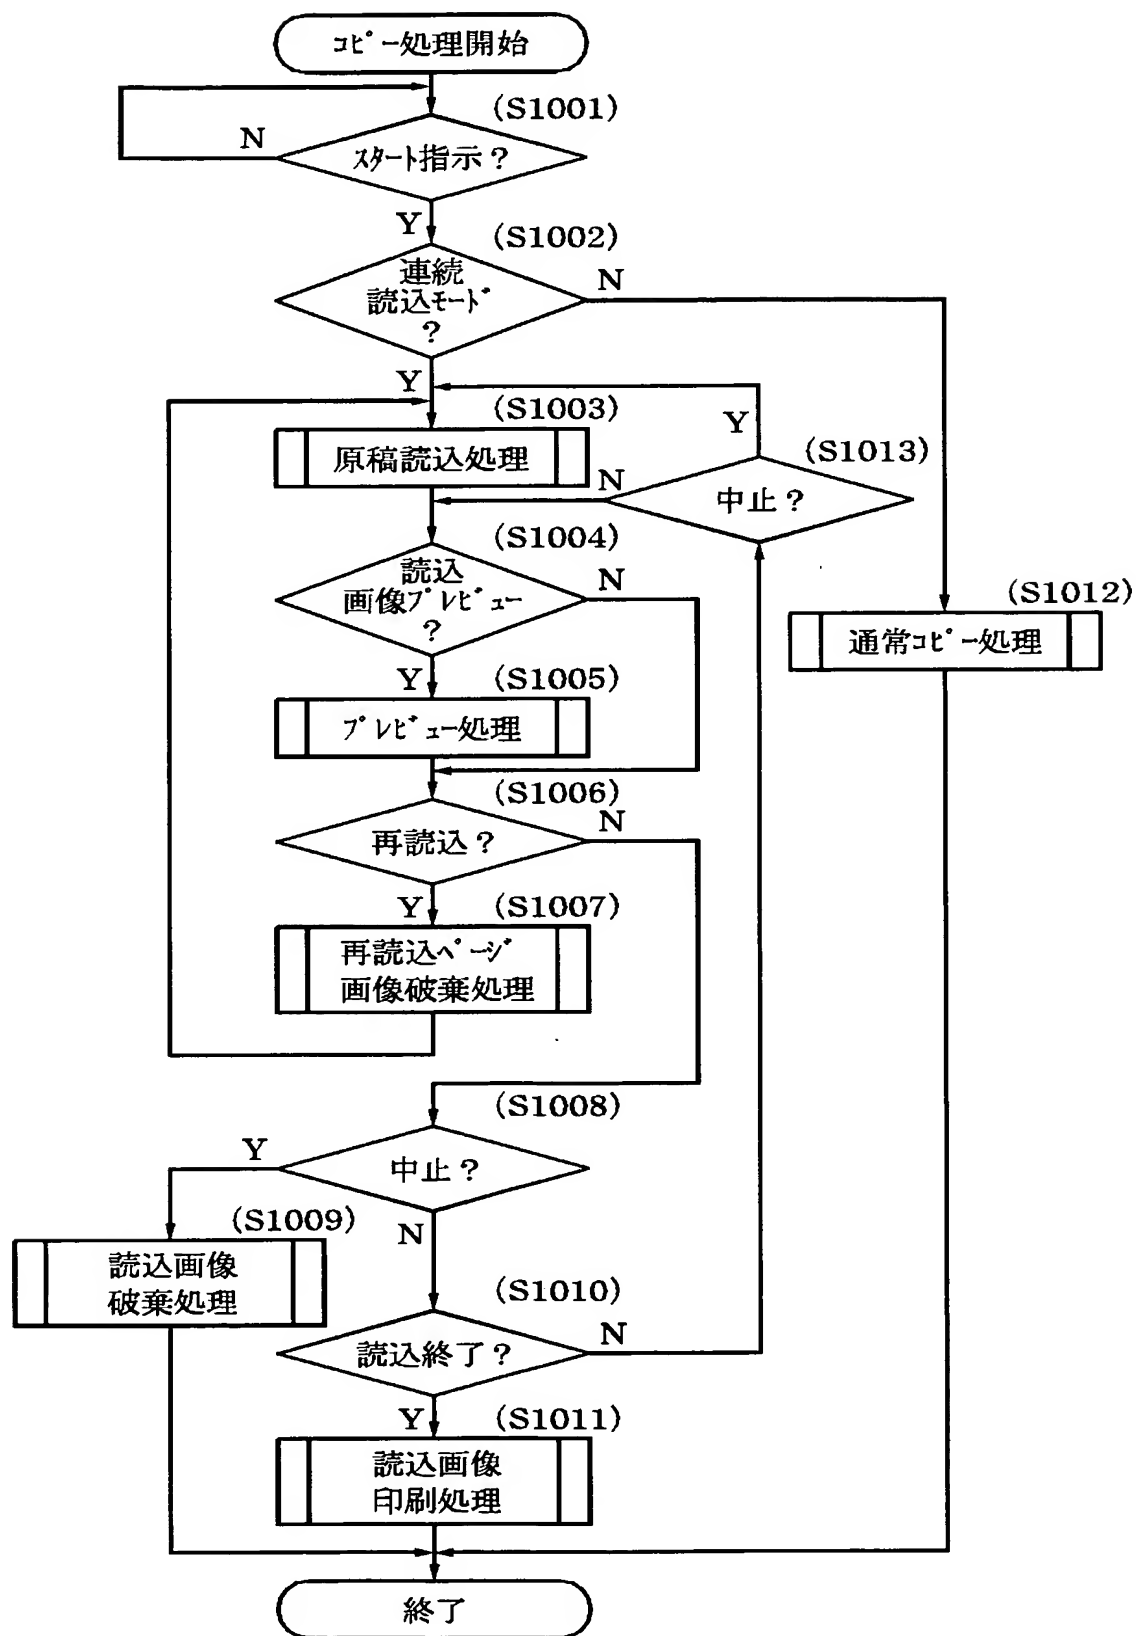 コピー処理開始
(S1001)
N
スタート指示?
Y
(S1002)
連続
読込モード
?
N
Y
(S1003)
原稿読込処理
Y
(S1013)
N
中止?
(S1004)
読込
画像プレビュー
?
N
(S1012)
通常コピー処理
Y
(S1005)
プレビュー処理
(S1006)
N
再読込?
Y
(S1007)
再読込ページ
画像破棄処理
(S1008)
Y
中止?
(S1009)
N
読込画像
破棄処理
(S1010)
N
読込終了?
Y
(S1011)
読込画像
印刷処理
終了